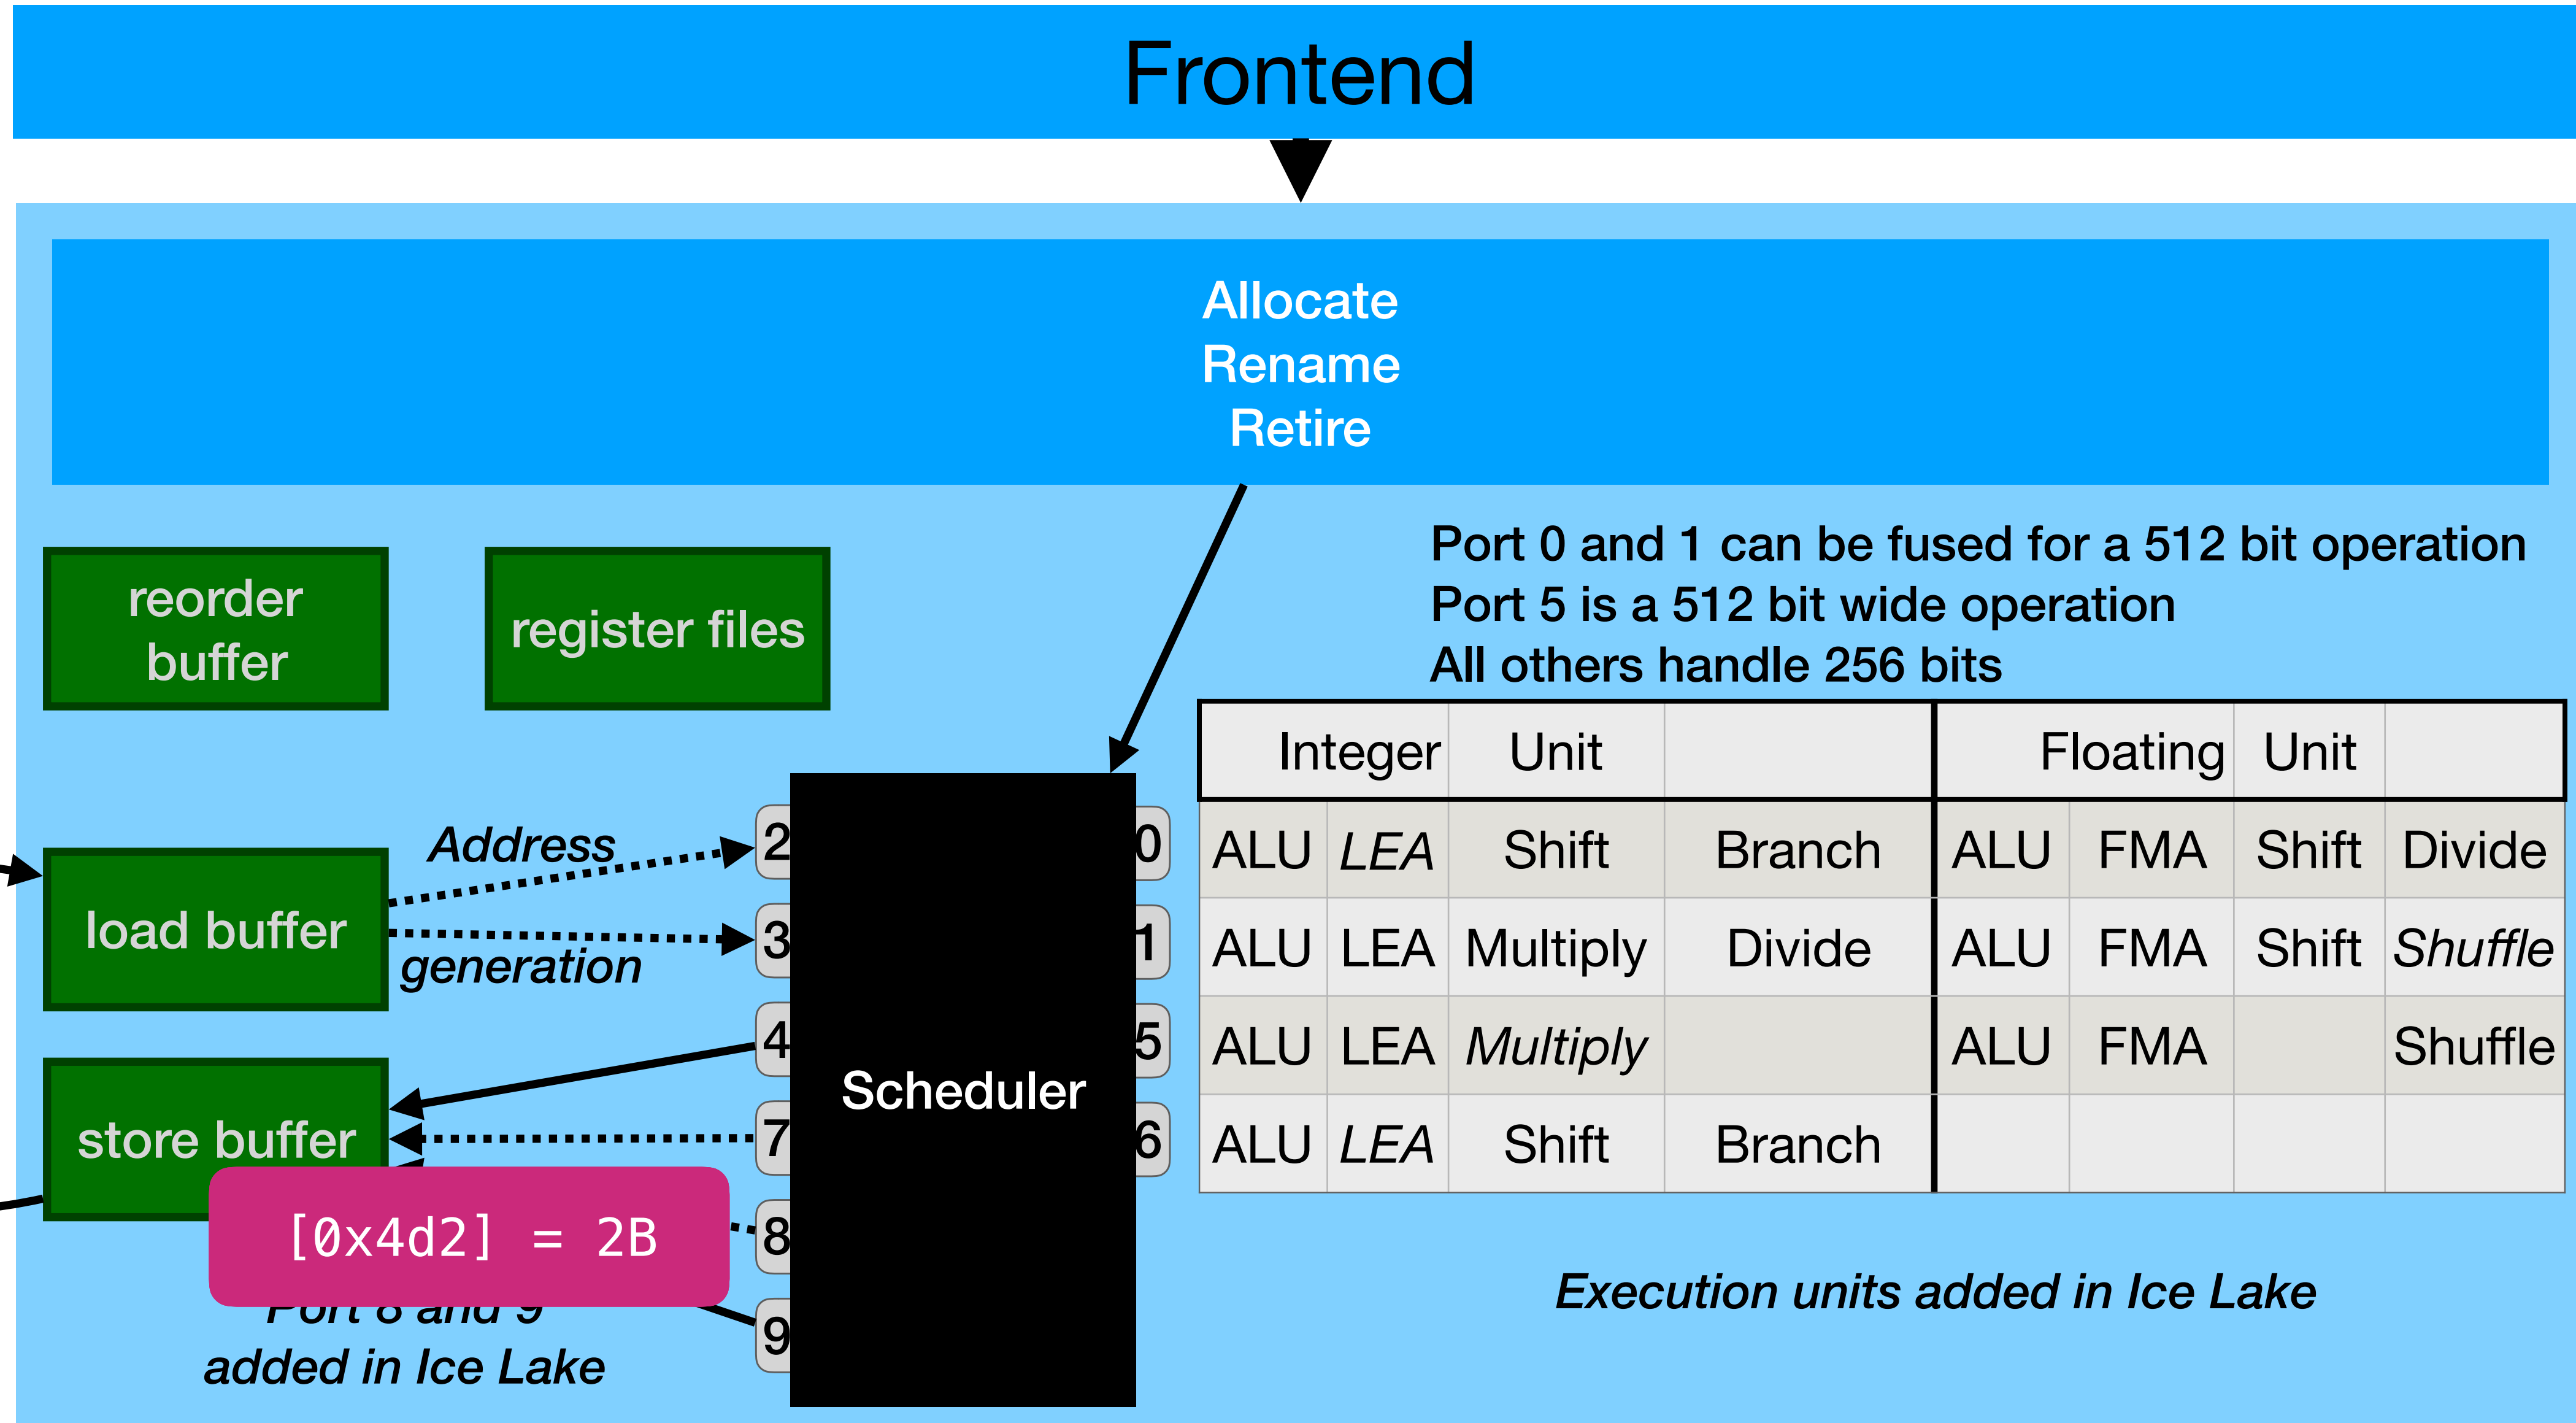 Frontend
Allocate
Rename
Retire
Port 0 and 1 can be fused for a 512 bit operation
Port 5 is a 512 bit wide operation
All others handle 256 bits
reorder
buffer
register files
Integer Unit Floating Unit
Address
2
0 ALU LEA Shift Branch ALU FMA Shift Divide
load buffer
3
1 ALU LEA Multiply Divide ALU FMA Shift Shuffle
generation
4
5 ALU LEA Multiply ALU FMA Shuffle
Scheduler
store buffer
7
6 ALU LEA Shift Branch
[0x4d2] = 2B
8
Execution units added in Ice Lake
Port 8 and 9
9
added in Ice Lake